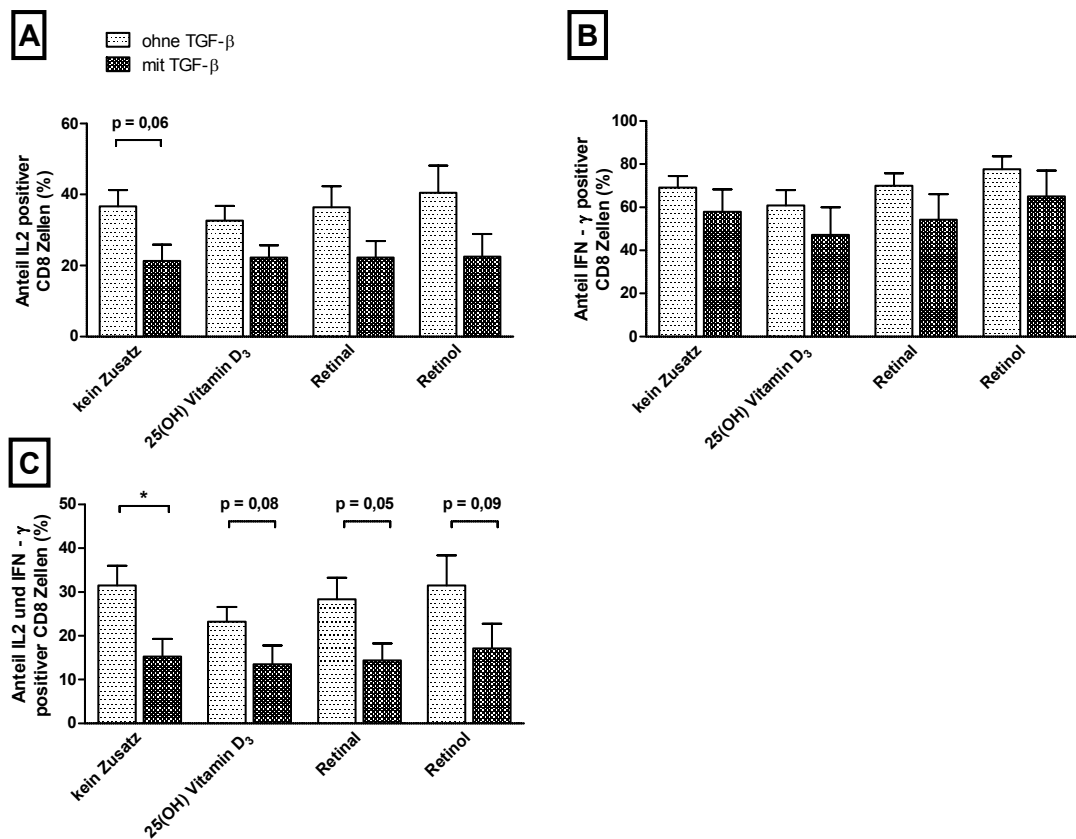 A
ohne TGF-β
mit TGF-β
p = 0,06
Anteil IL2 positiver
CD8 Zellen (%)
60
40
20
0
kein Zusatz
25(OH) Vitamin D3
Retinal
Retinol
B
Anteil IFN - γ positiver
CD8 Zellen (%)
100
80
60
40
60
0
kein Zusatz
25(OH) Vitamin D3
Retinal
Retinol
C
*
p = 0,08
p = 0,05
p = 0,09
Anteil IL2 und IFN - γ
positiver CD8 Zellen (%)
50
40
30
20
10
0
kein Zusatz
25(OH) Vitamin D3
Retinal
Retinol